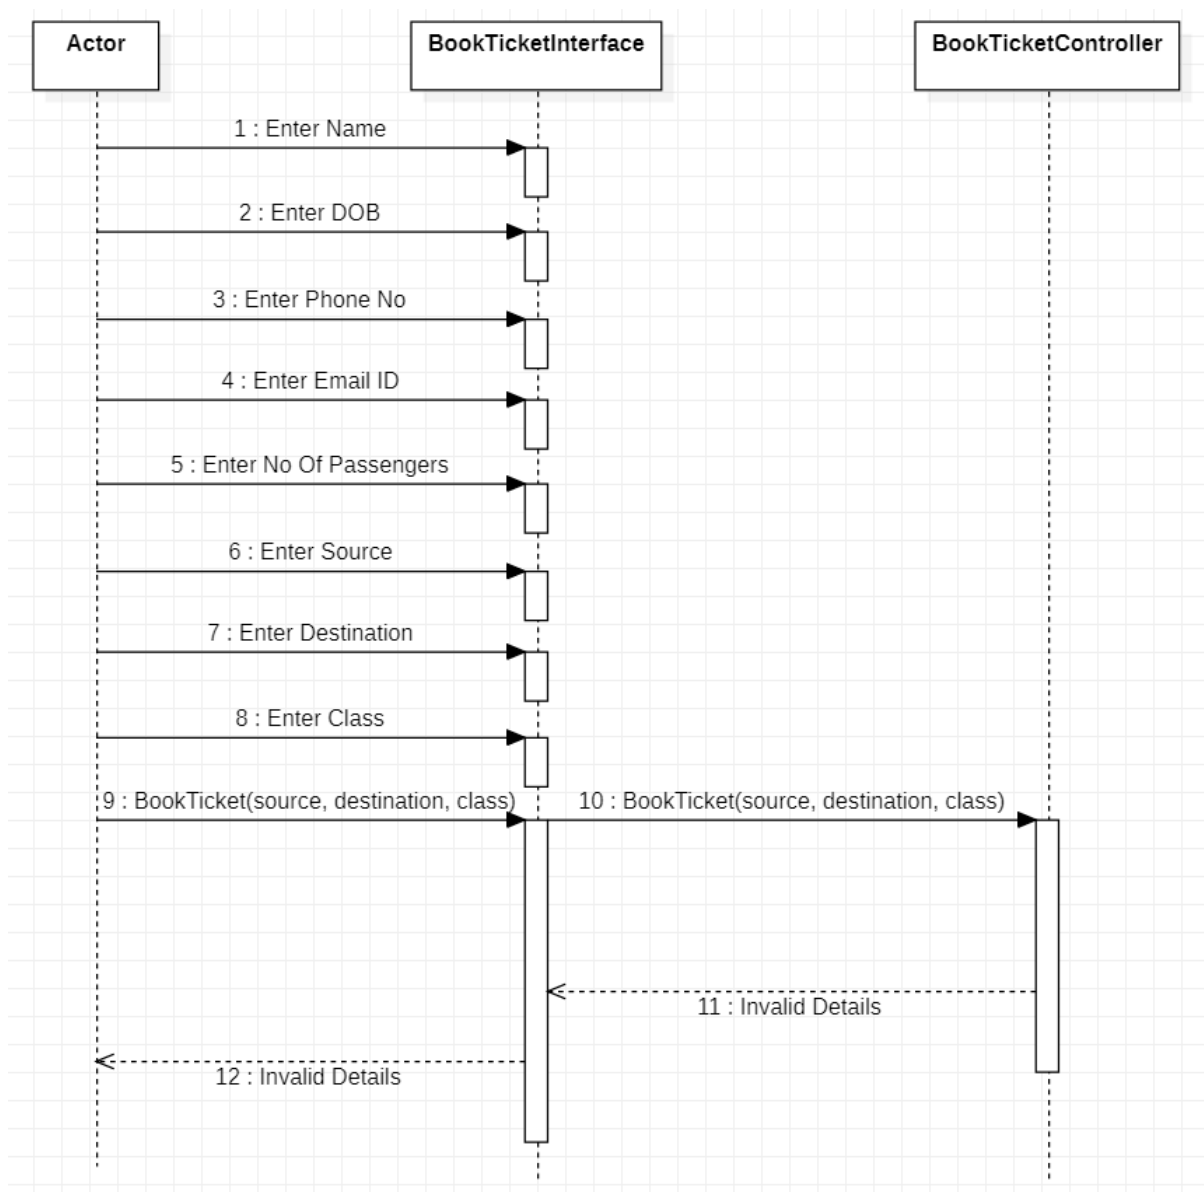 Actor
BookTicketInterface
BookTicketController
1 : Enter Name
2 : Enter DOB
3 : Enter Phone No
4 : Enter Email ID
5 : Enter No Of Passengers
6 : Enter Source
7 : Enter Destination
8 : Enter Class
9 : BookTicket(source, destination, class)
10 : BookTicket(source, destination, class)
11 : Invalid Details
12 : Invalid Details